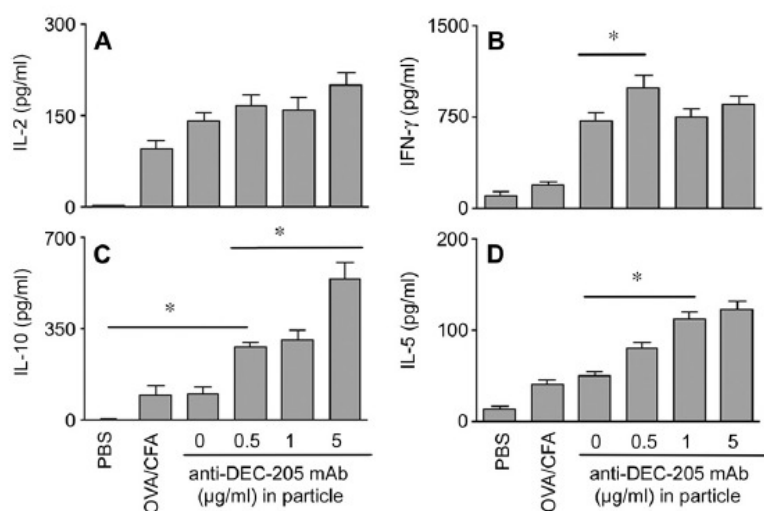 A
300
150
0
IL-2 (pg/ml)
B
*
1500
750
0
IFN-γ (pg/ml)
C
*
*
700
350
0
IL-10 (pg/ml)
PBS
OVA/CFA
0 0.5 1 5
anti-DEC-205 mAb
(μg/ml) in particle
D
*
200
100
0
IL-5 (pg/ml)
PBS
OVA/CFA
0 0.5 1 5
anti-DEC-205 mAb
(μg/ml) in particle